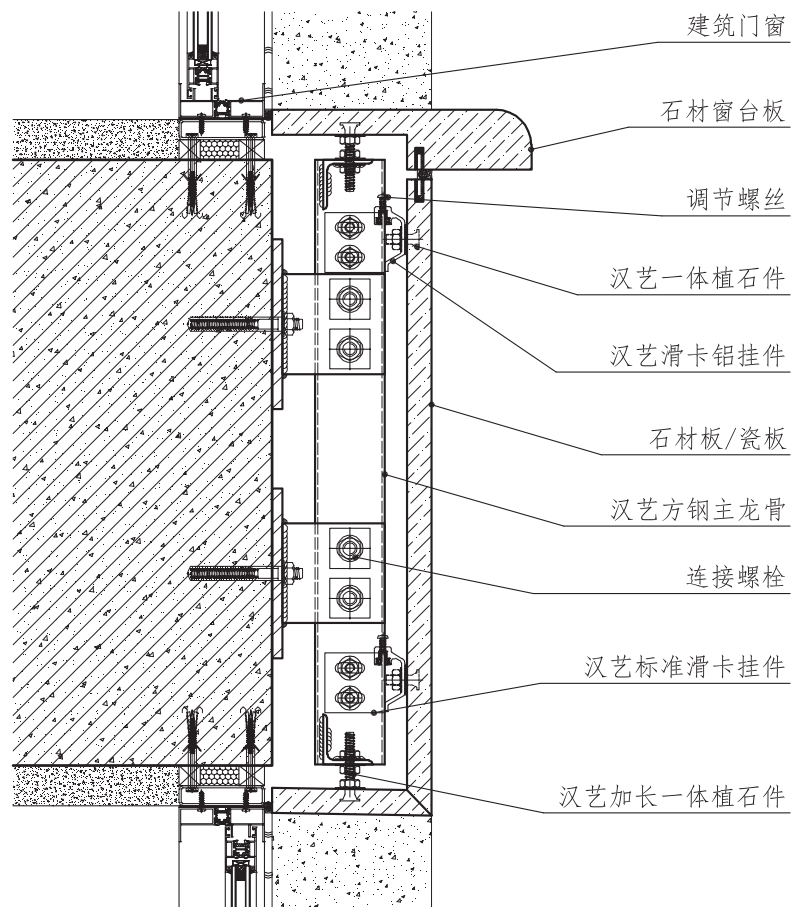 建筑门窗
石材窗台板
调节螺丝
汉艺一体植石件
汉艺滑卡铝挂件
石材板/瓷板
汉艺方钢主龙骨
连接螺栓
汉艺标准滑卡挂件
汉艺加长一体植石件